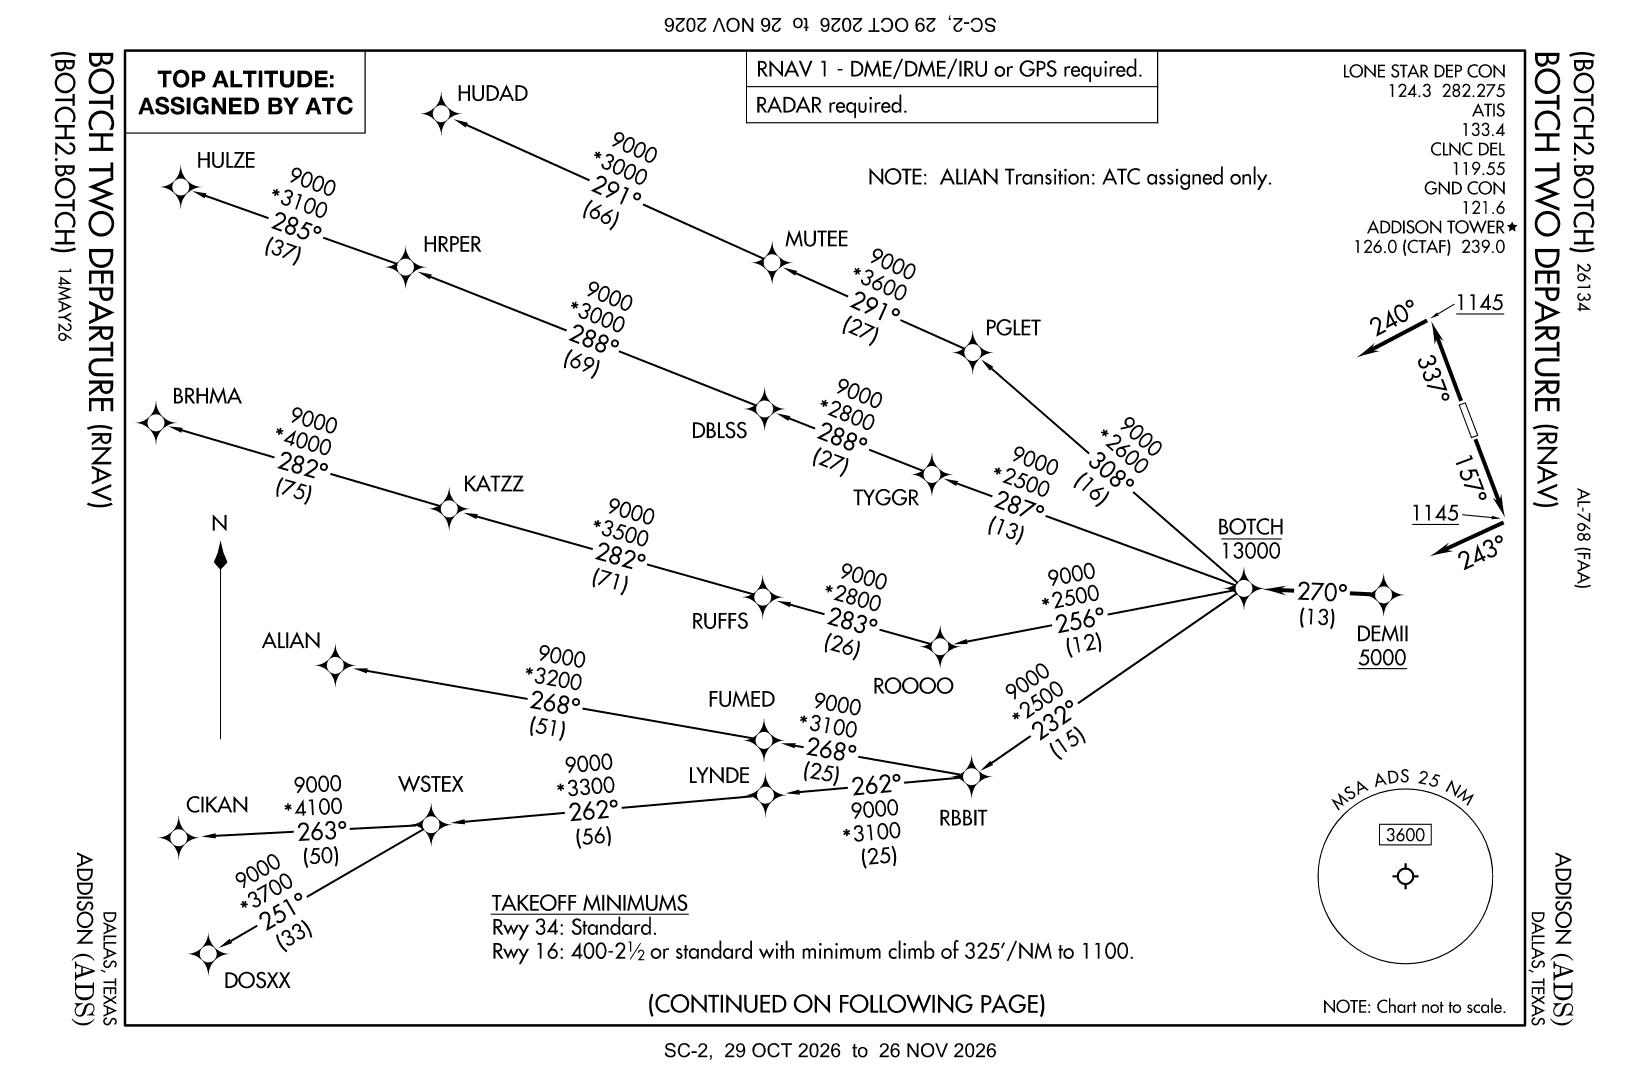 SC-2, 29 OCT 2026 to 26 NOV 2026
(BOTCH2.BOTCH) 14MAY26
BOTCH TWO DEPARTURE (RNAV)
ADDISON (ADS)
DALLAS, TEXAS
TOP ALTITUDE:
ASSIGNED BY ATC
RNAV 1 - DME/DME/IRU or GPS required.
RADAR required.
NOTE: ALIAN Transition: ATC assigned only.
LONE STAR DEP CON
124.3 282.275
ATIS
133.4
CLNC DEL
119.55
GND CON
121.6
ADDISON TOWER★
126.0 (CTAF) 239.0
HUDAD
9000
*3000
291°
(66)
MUTEE
9000
*3600
291°
(27)
PGLET
9000
*2600
308°
(16)
HULZE
9000
*3100
285°
(37)
HRPER
9000
*3000
288°
(69)
DBLSS
9000
*2800
288°
(27)
TYGGR
9000
*2500
287°
(13)
BRHMA
9000
*4000
282°
(75)
KATZZ
9000
*3500
282°
(71)
RUFFS
9000
*2800
283°
(26)
ROOOO
9000
*2500
256°
(12)
BOTCH
13000
270°
(13)
DEMII
5000
240°
1145
337°
157°
1145
243°
N
ALIAN
9000
*3200
268°
(51)
FUMED
9000
*3100
268°
(25)
9000
*2500
232°
(15)
RBBIT
LYNDE
262°
9000
*3100
(25)
WSTEX
9000
*3300
262°
(56)
CIKAN
9000
*4100
263°
(50)
9000
*3700
251°
(33)
DOSXX
MSA ADS 25 NM
3600
TAKEOFF MINIMUMS
Rwy 34: Standard.
Rwy 16: 400-2½ or standard with minimum climb of 325'/NM to 1100.
(CONTINUED ON FOLLOWING PAGE)
NOTE: Chart not to scale.
BOTCH TWO DEPARTURE (RNAV)
(BOTCH2.BOTCH) 26134
AL-768 (FAA)
ADDISON (ADS)
DALLAS, TEXAS
SC-2, 29 OCT 2026 to 26 NOV 2026